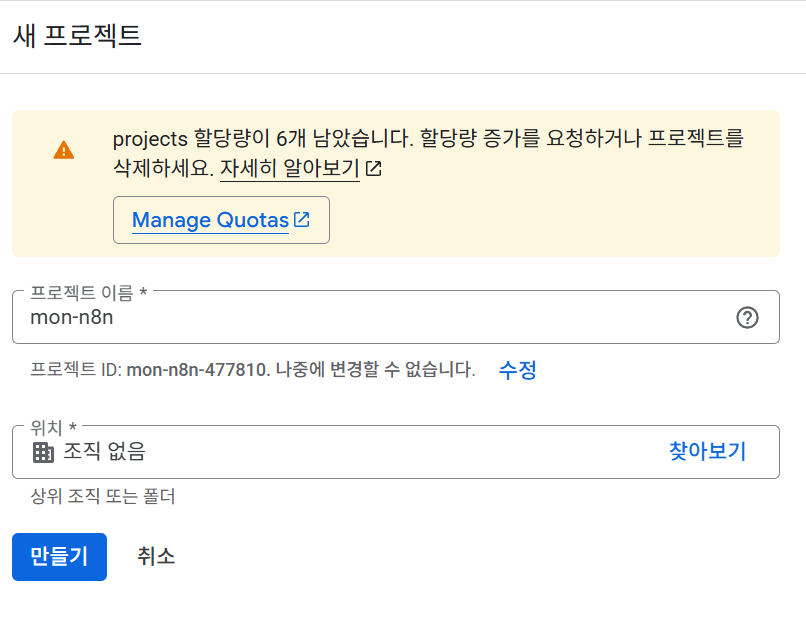 새 프로젝트
projects 할당량이 6개 남았습니다. 할당량 증가를 요청하거나 프로젝트를
삭제하세요. 자세히 알아보기
Manage Quotas
프로젝트 이름 *
mon-n8n
프로젝트 ID: mon-n8n-477810. 나중에 변경할 수 없습니다. 수정
위치 *
조직 없음 찾아보기
상위 조직 또는 폴더
만들기 취소